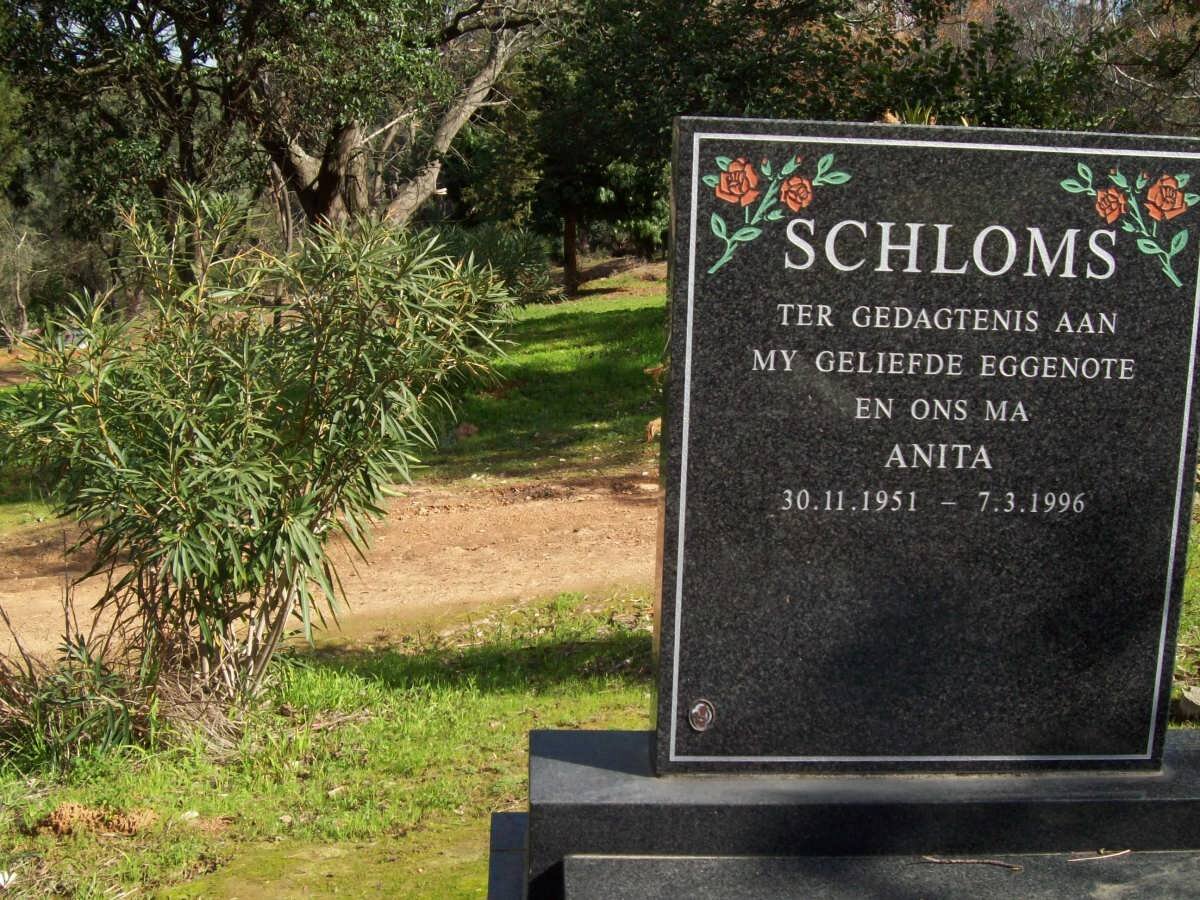 SCHLOMS
TER GEDAGTENIS AAN
MY GELIEFDE EGGENOTE
EN ONS MA
ANITA
30.11.1951 – 7.3.1996